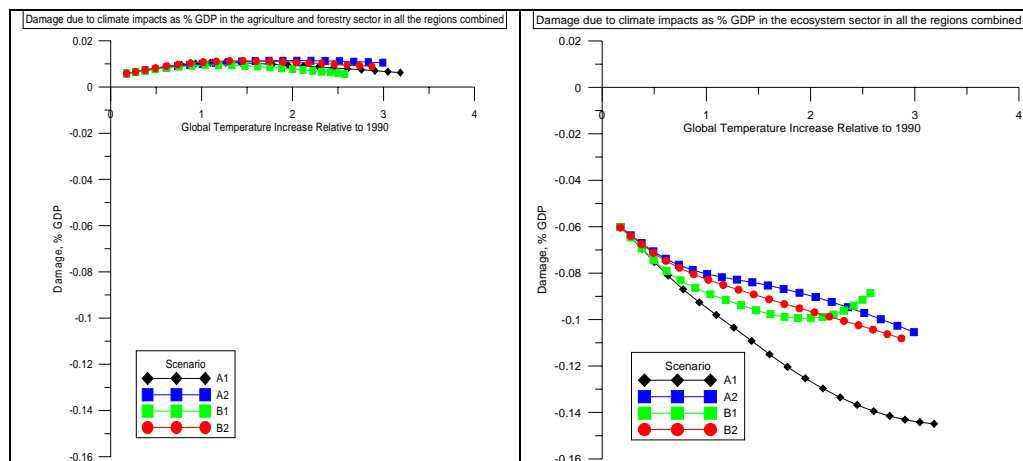 Damage due to climate impacts as % GDP in the agriculture and forestry sector in all the regions combined
0.02
0
-0.02
-0.04
-0.06
-0.08
-0.1
-0.12
-0.14
-0.16
0 1 2 3 4
Global Temperature Increase Relative to 1990
Damage, % GDP
Scenario
A1
A2
B1
B2
Damage due to climate impacts as % GDP in the ecosystem sector in all the regions combined
0.02
0
-0.02
-0.04
-0.06
-0.08
-0.1
-0.12
-0.14
-0.16
0 1 2 3 4
Global Temperature Increase Relative to 1990
Damage, % GDP
Scenario
A1
A2
B1
B2